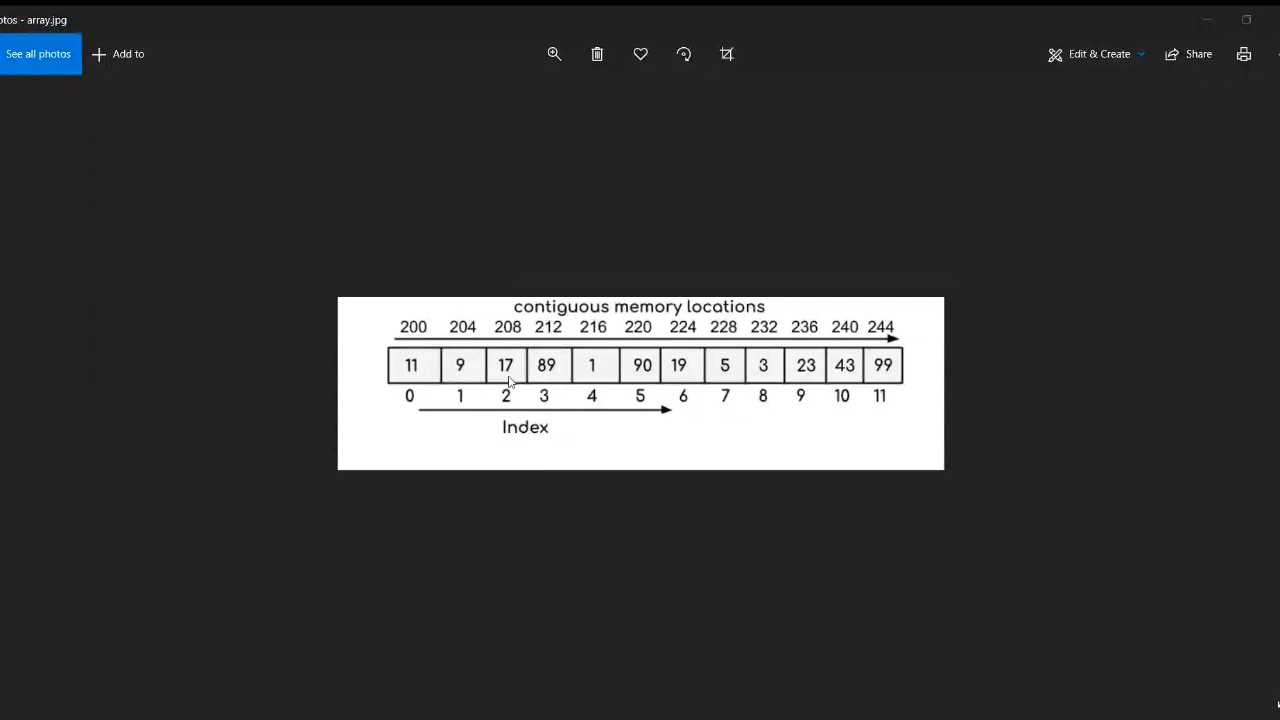 otos - array.jpg
See all photos
Add to
Edit & Create
Share
contiguous memory locations
200 204 208 212 216 220 224 228 232 236 240 244
11 9 17 89 1 90 19 5 3 23 43 99
0 1 2 3 4 5 6 7 8 9 10 11
Index